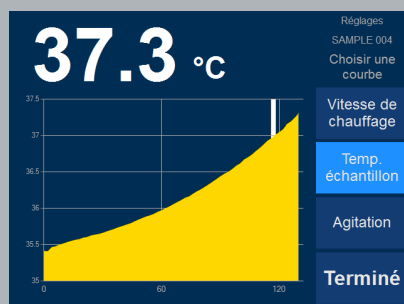 37.3 °C
Réglages
SAMPLE 004
Choisir une
courbe
Vitesse de
chauffage
Temp.
échantillon
Agitation
Terminé
37.5
37
36.5
36
35.5
35
0 60 120